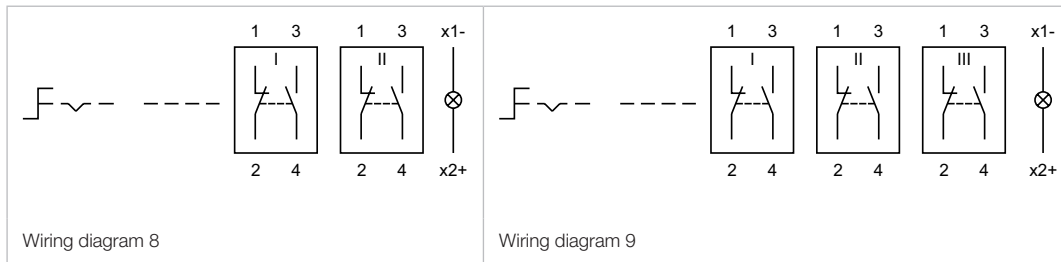 1 3 1 3 x1-
I II
2 4 2 4 x2+
Wiring diagram 8
1 3 1 3 1 3 x1-
I II III
2 4 2 4 2 4 x2+
Wiring diagram 9